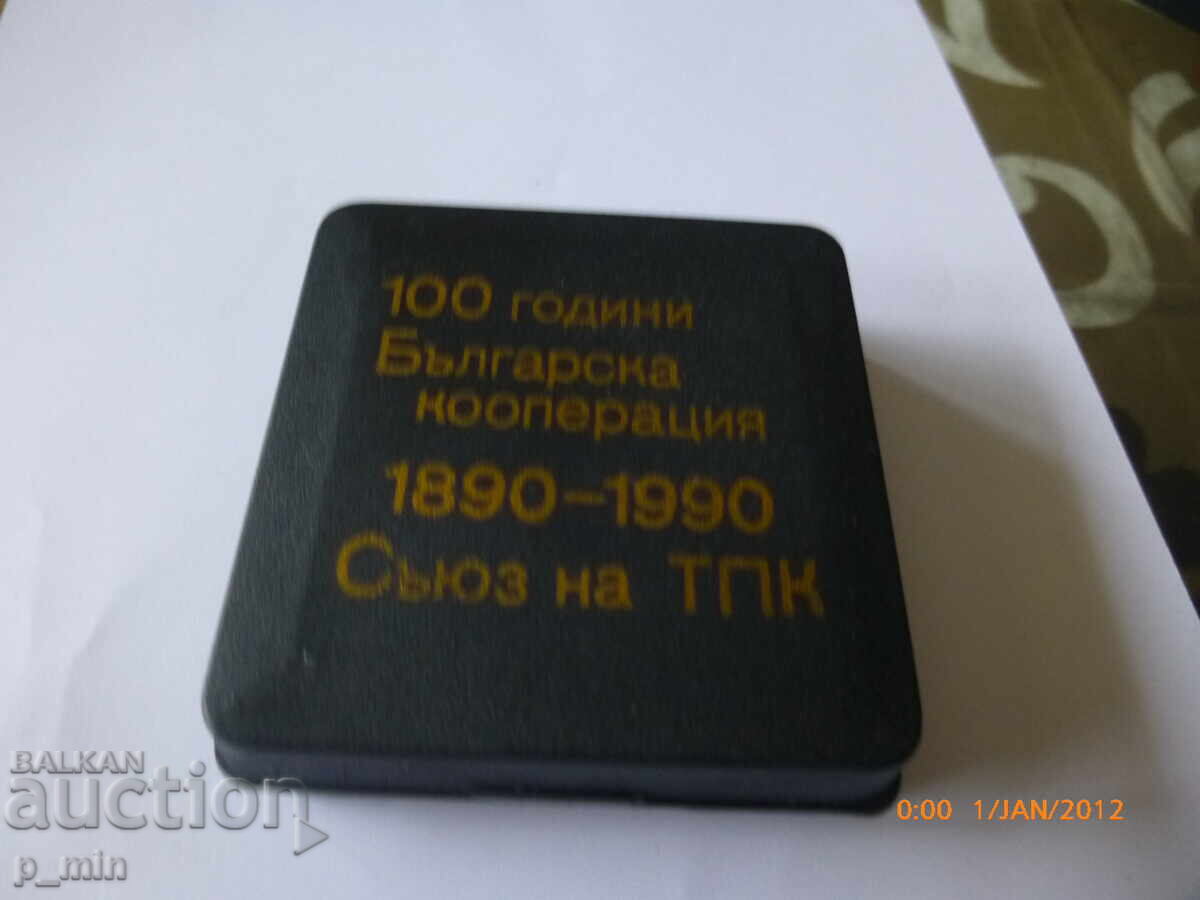 100 години
Българска
кооперация
1890-1990
Съюз на ТПК
BALKAN
auction
p_min
0:00 1/JAN/2012